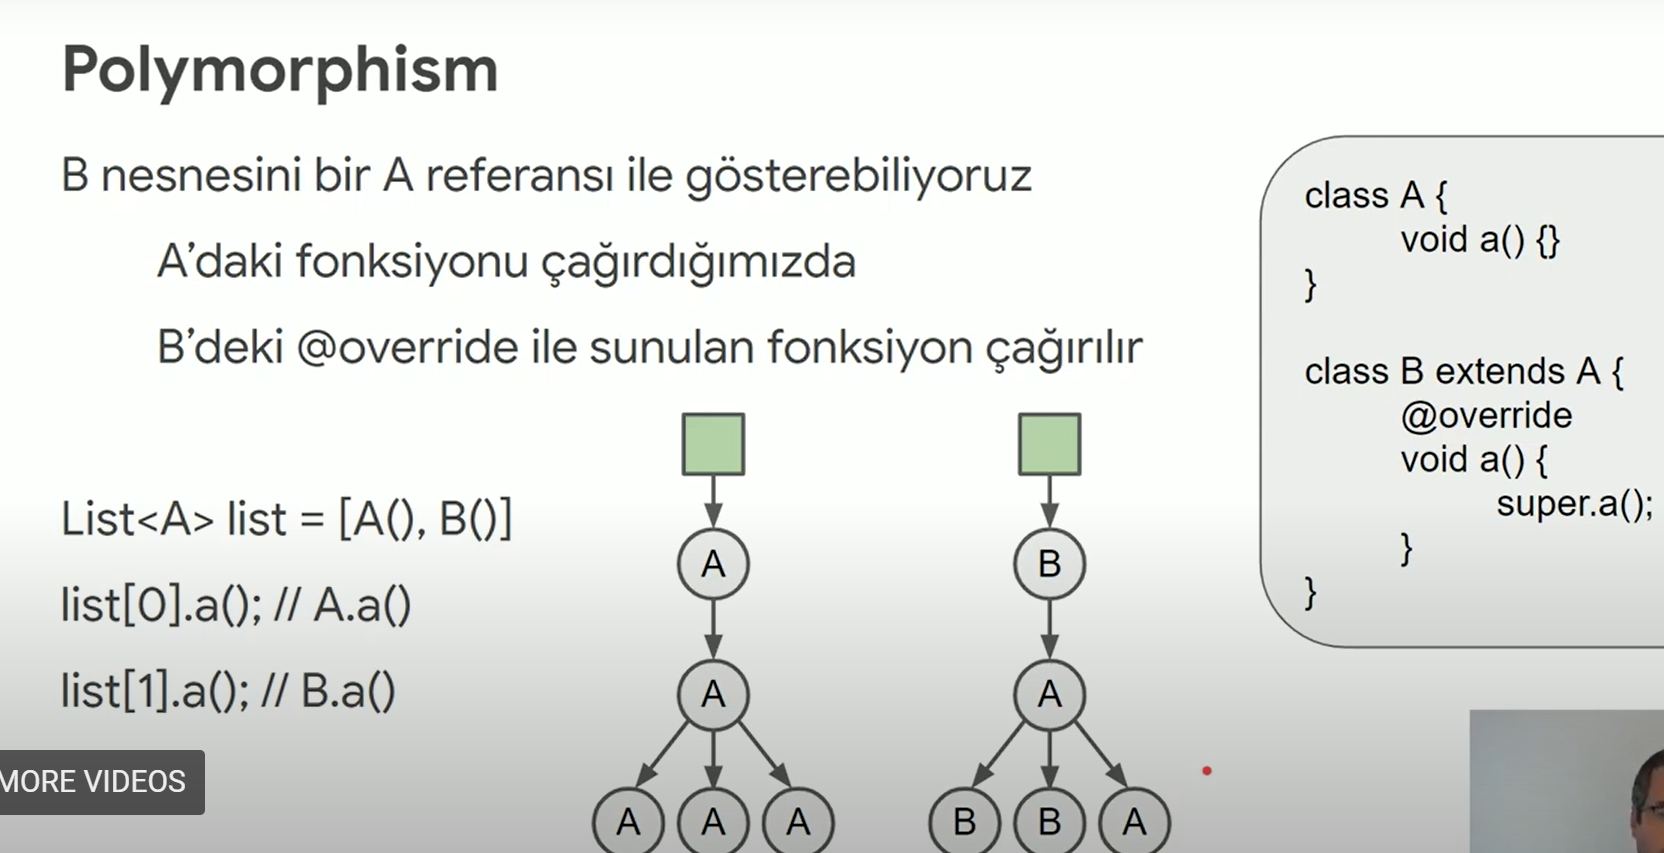 Polymorphism
B nesnesini bir A referansı ile gösterebiliyoruz
A’daki fonksiyonu çağırdığımızda
B’deki @override ile sunulan fonksiyon çağırılır
List<A> list = [A(), B()]
list[0].a(); // A.a()
list[1].a(); // B.a()
A
A
A A A
B
A
B B A
class A {
void a() {}
}
class B extends A {
@override
void a() {
super.a();
}
}
MORE VIDEOS